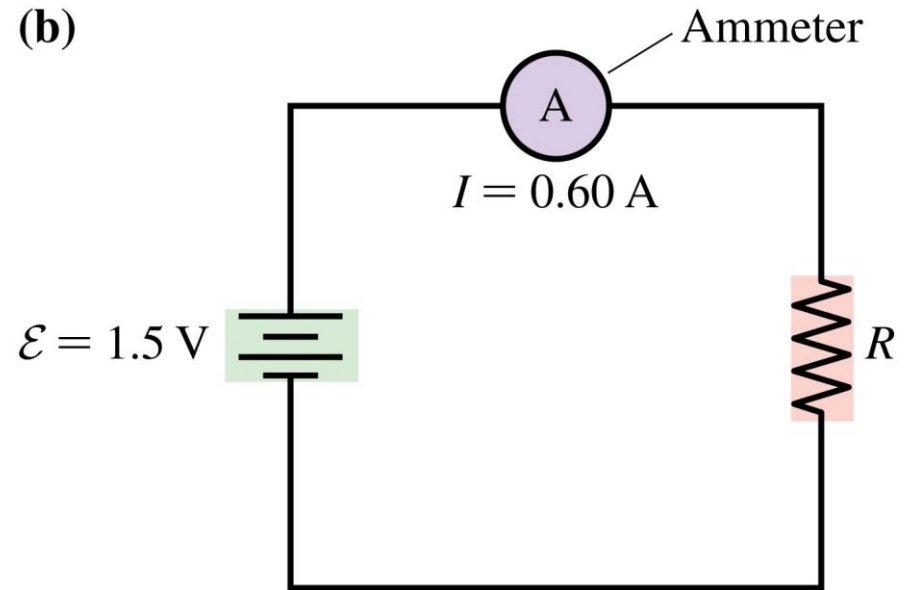 (b)
Ammeter
A
I = 0.60 A
ℰ = 1.5 V
R